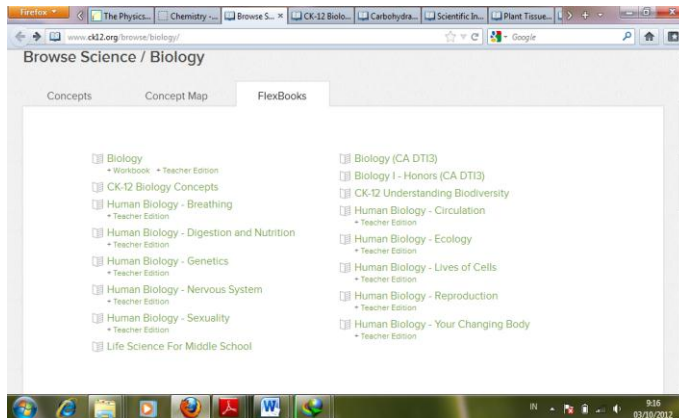 Firefox
The Physics...
Chemistry -...
Browse S...
CK-12 Biolo...
Carbohydra...
Scientific In...
Plant Tissue...
www.ck12.org/browse/biology/
Google
Browse Science / Biology
Concepts
Concept Map
FlexBooks
Biology
+ Workbook + Teacher Edition
CK-12 Biology Concepts
Human Biology - Breathing
+ Teacher Edition
Human Biology - Digestion and Nutrition
+ Teacher Edition
Human Biology - Genetics
+ Teacher Edition
Human Biology - Nervous System
+ Teacher Edition
Human Biology - Sexuality
+ Teacher Edition
Life Science For Middle School
Biology (CA DTI3)
Biology I - Honors (CA DTI3)
CK-12 Understanding Biodiversity
Human Biology - Circulation
+ Teacher Edition
Human Biology - Ecology
+ Teacher Edition
Human Biology - Lives of Cells
+ Teacher Edition
Human Biology - Reproduction
+ Teacher Edition
Human Biology - Your Changing Body
+ Teacher Edition
IN
9:16
03/10/2012